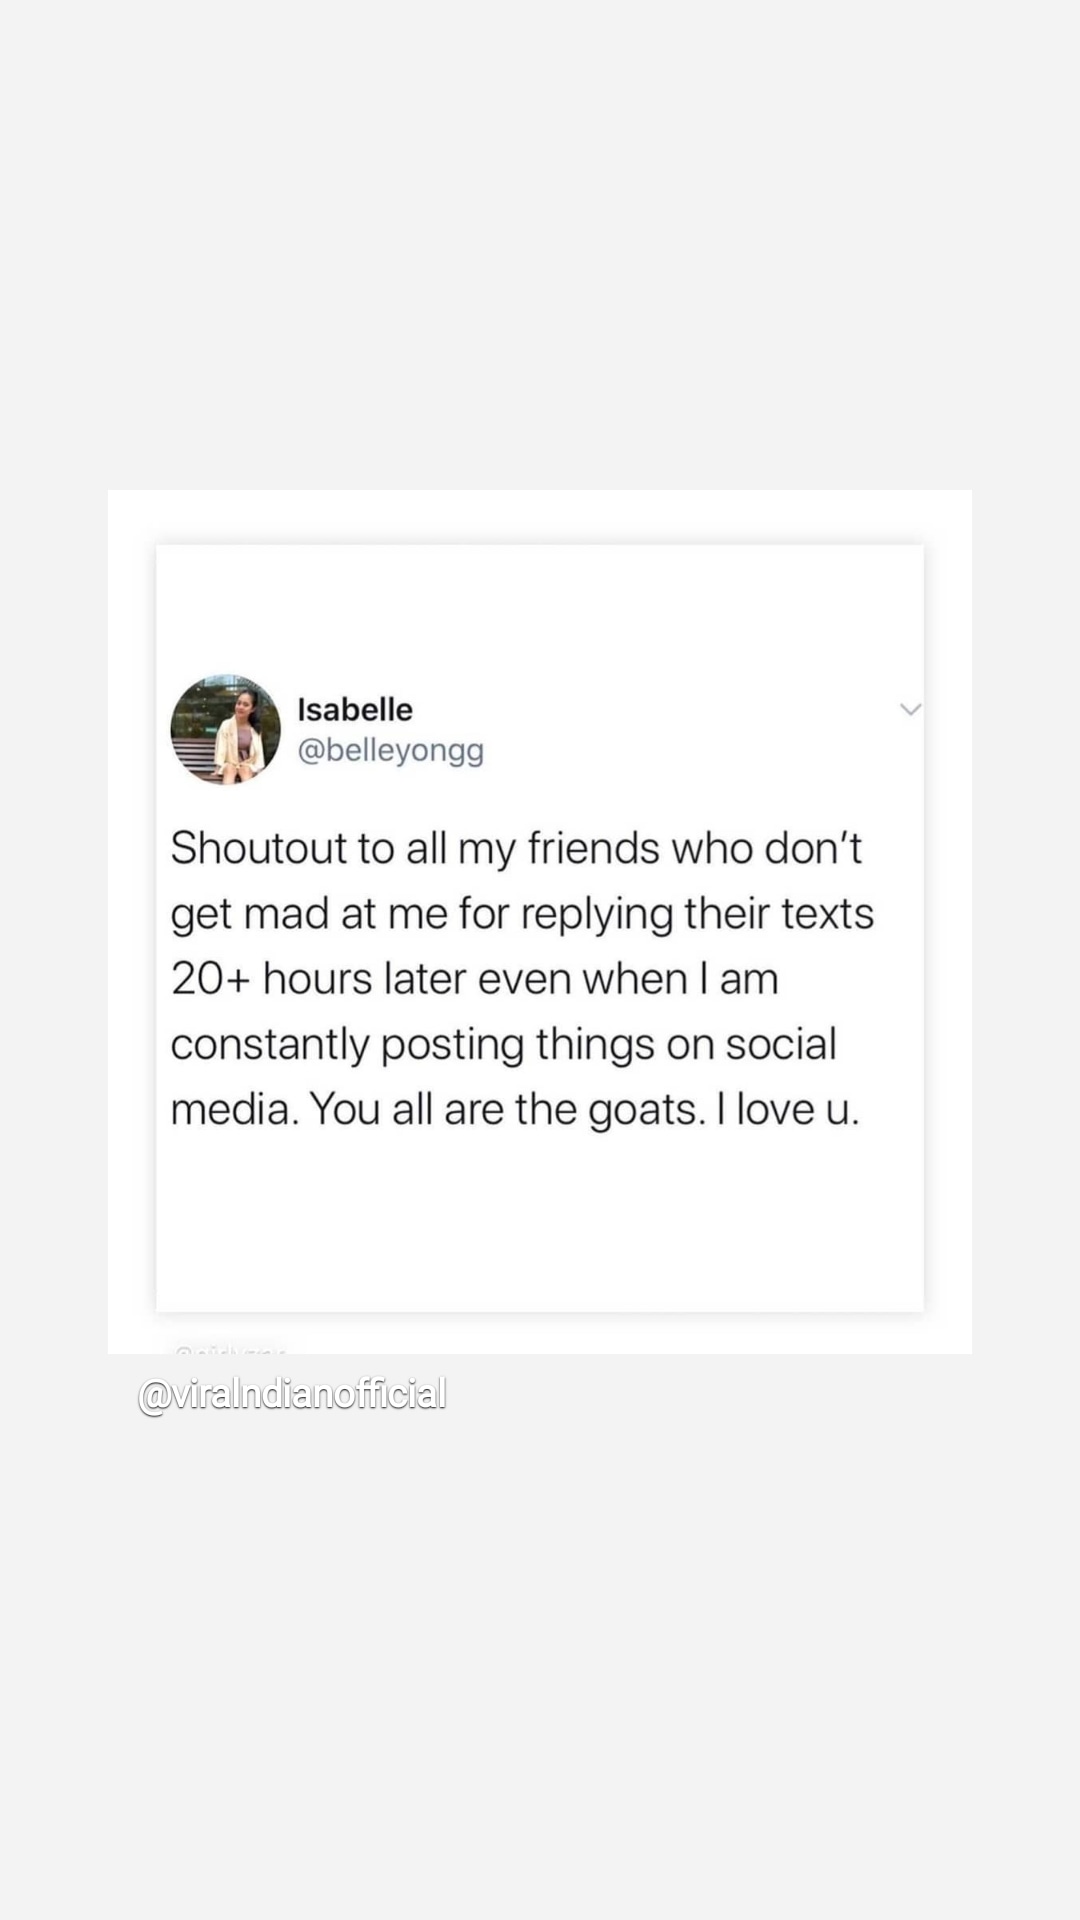 Isabelle
@belleyongg
Shoutout to all my friends who don’t
get mad at me for replying their texts
20+ hours later even when I am
constantly posting things on social
media. You all are the goats. I love u.
@viralndianofficial